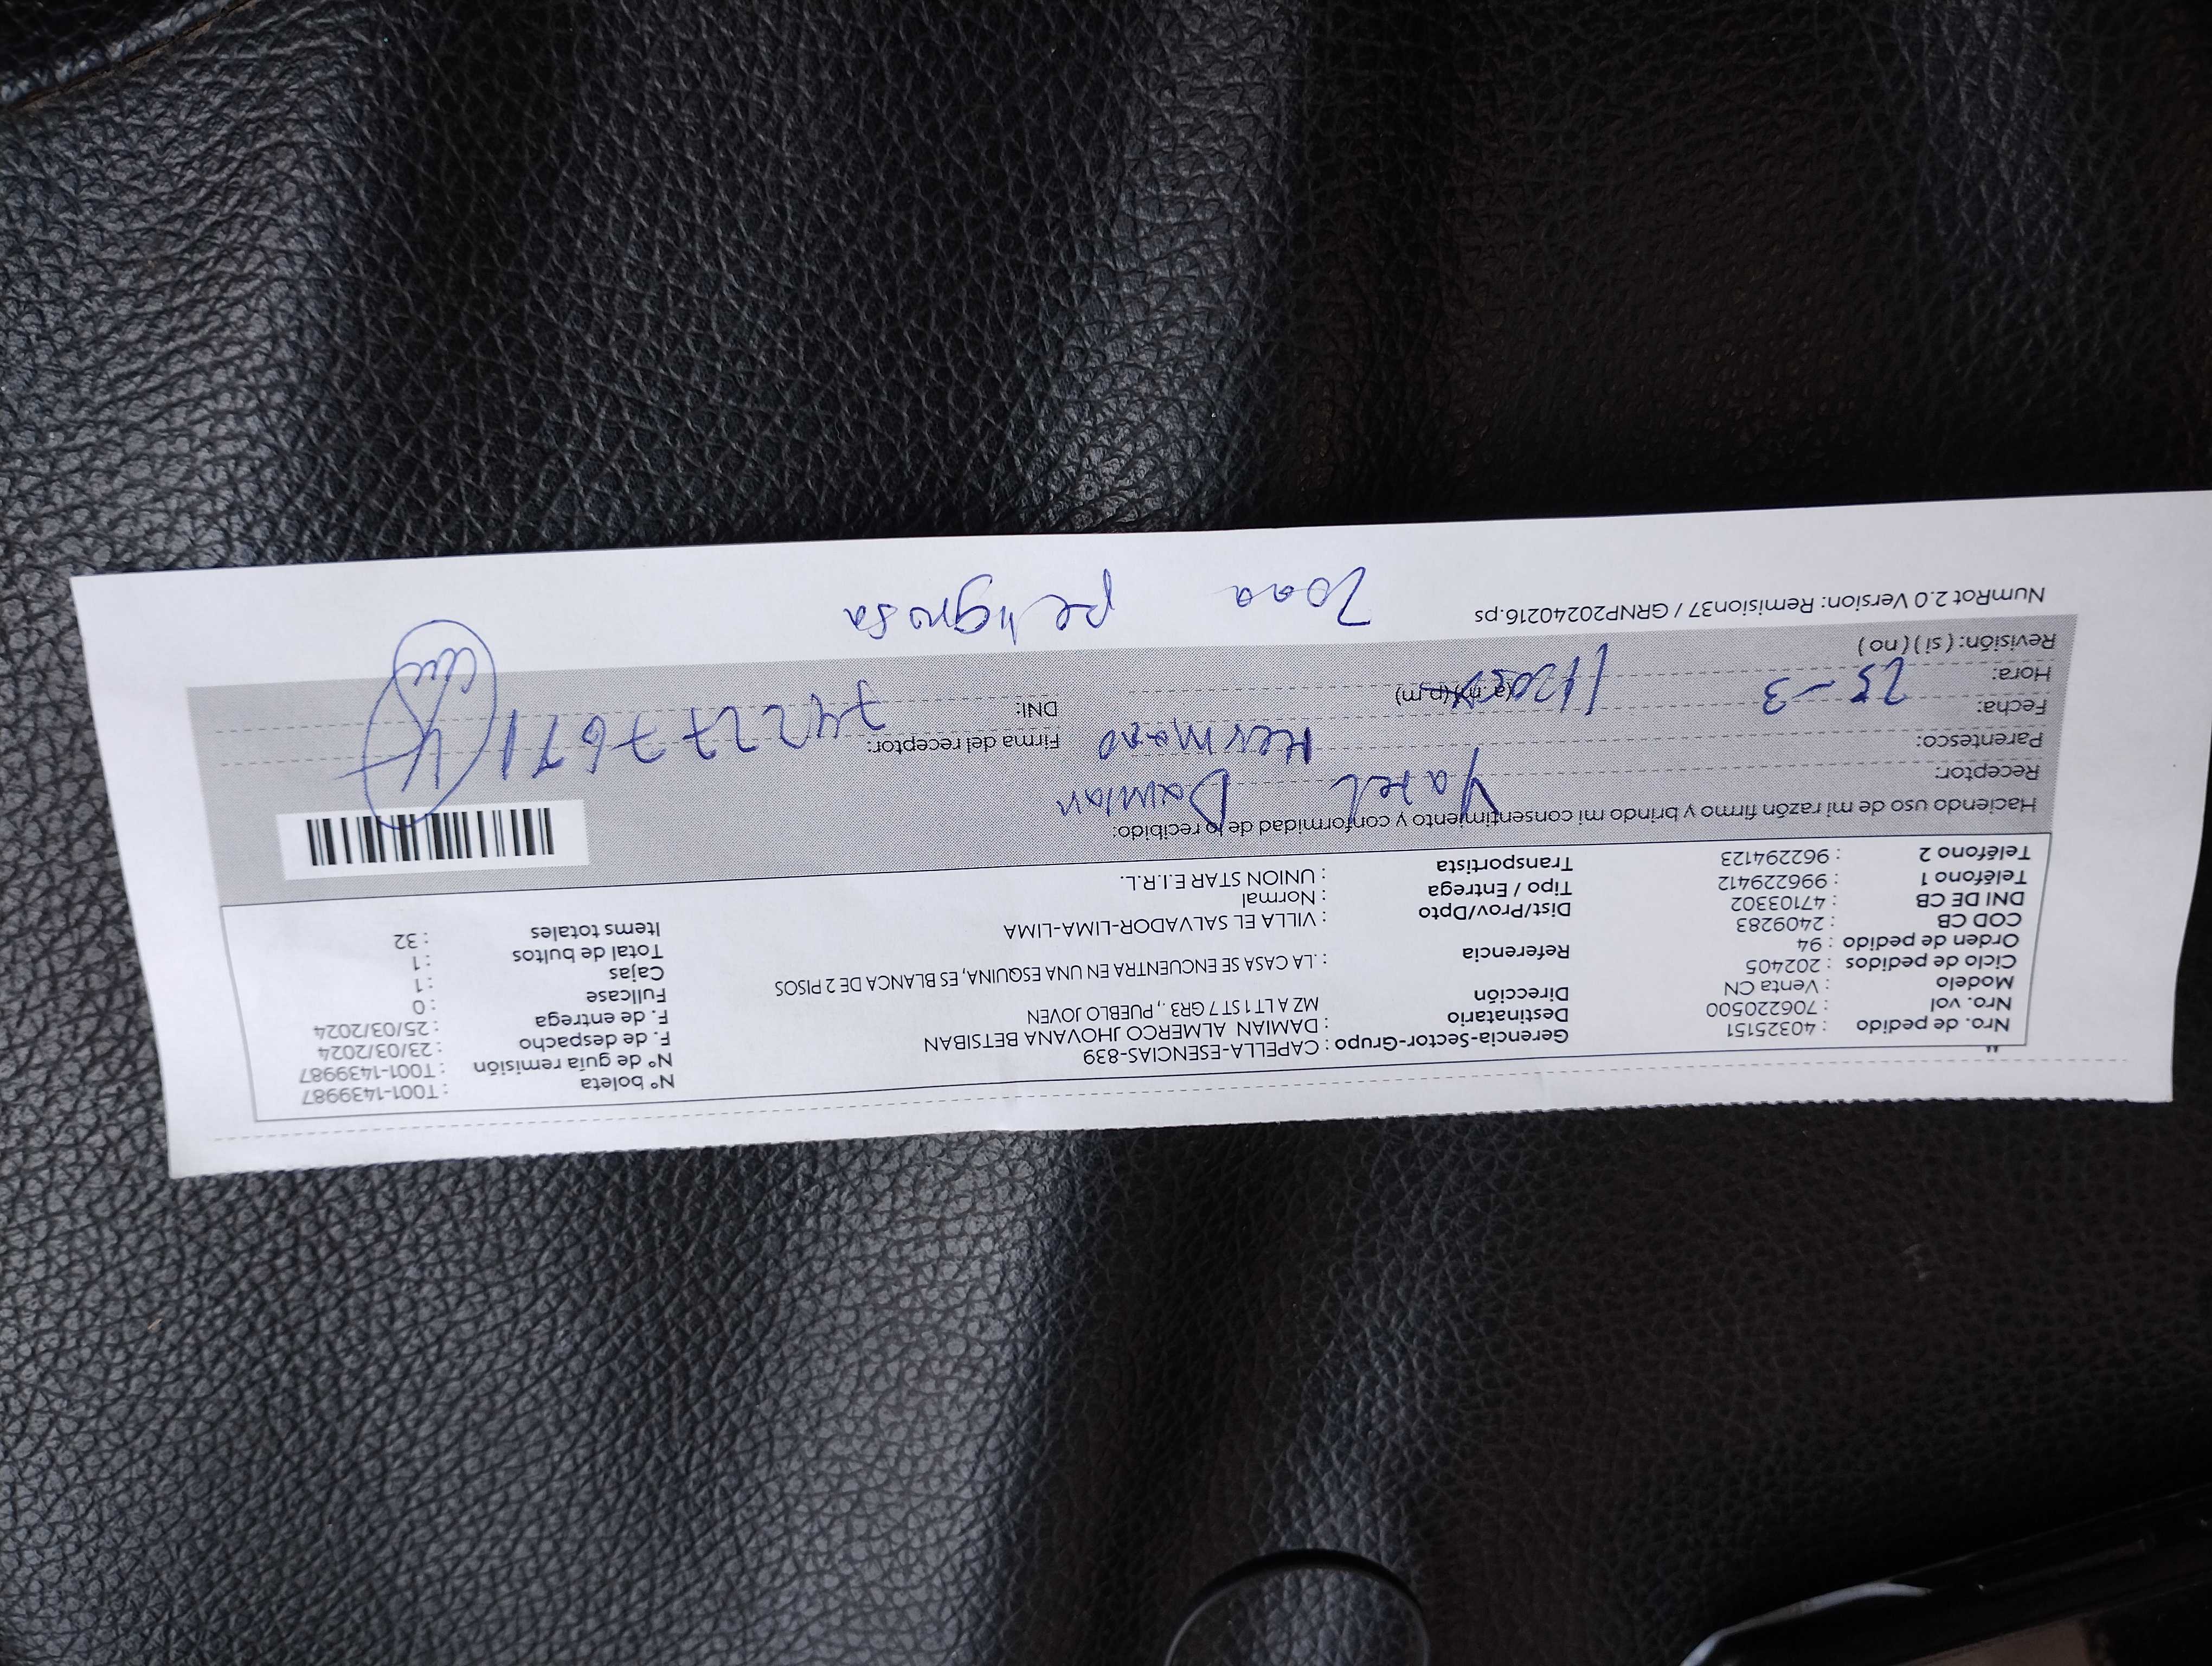 Nro. de pedido : 40325151 Gerencia-Sector-Grupo : CAPELLA-ESENCIAS-839 Nº boleta : T001-1439987
Nro. vol : 706220500 Destinatario : DAMIAN ALMERCO JHOVANA BETSIBAN Nº de guia remisión : T001-1439987
Modelo : Venta CN Dirección MZ A LT 1 ST 7 GR3 ., PUEBLO JOVEN F. de despacho : 23/03/2024
Ciclo de pedidos : 202405 F. de entrega : 25/03/2024
Orden de pedido : 94 Referencia : .LA CASA SE ENCUENTRA EN UNA ESQUINA, ES BLANCA DE 2 PISOS Fullcase : 0
COD CB : 2409283 Cajas : 1
DNI DE CB : 47103302 Dist/Prov/Dpto : VILLA EL SALVADOR-LIMA-LIMA Total de bultos : 1
Teléfono 1 : 996229412 Tipo / Entrega : Normal Items totales : 32
Teléfono 2 : 962294123 Transportista : UNION STAR E.I.R.L.
Haciendo uso de mi razón firmo y brindo mi consentimiento y conformidad de lo recibido:
Receptor: Damian
Parentesco: Hermano Firma del receptor:
Fecha: 25-3 DNI:
Hora: (a. m) (p.m)
Revisión: ( si ) ( no )
NumRot 2.0 Version: Remision37 / GRNP20240216.ps
Zona peligrosa